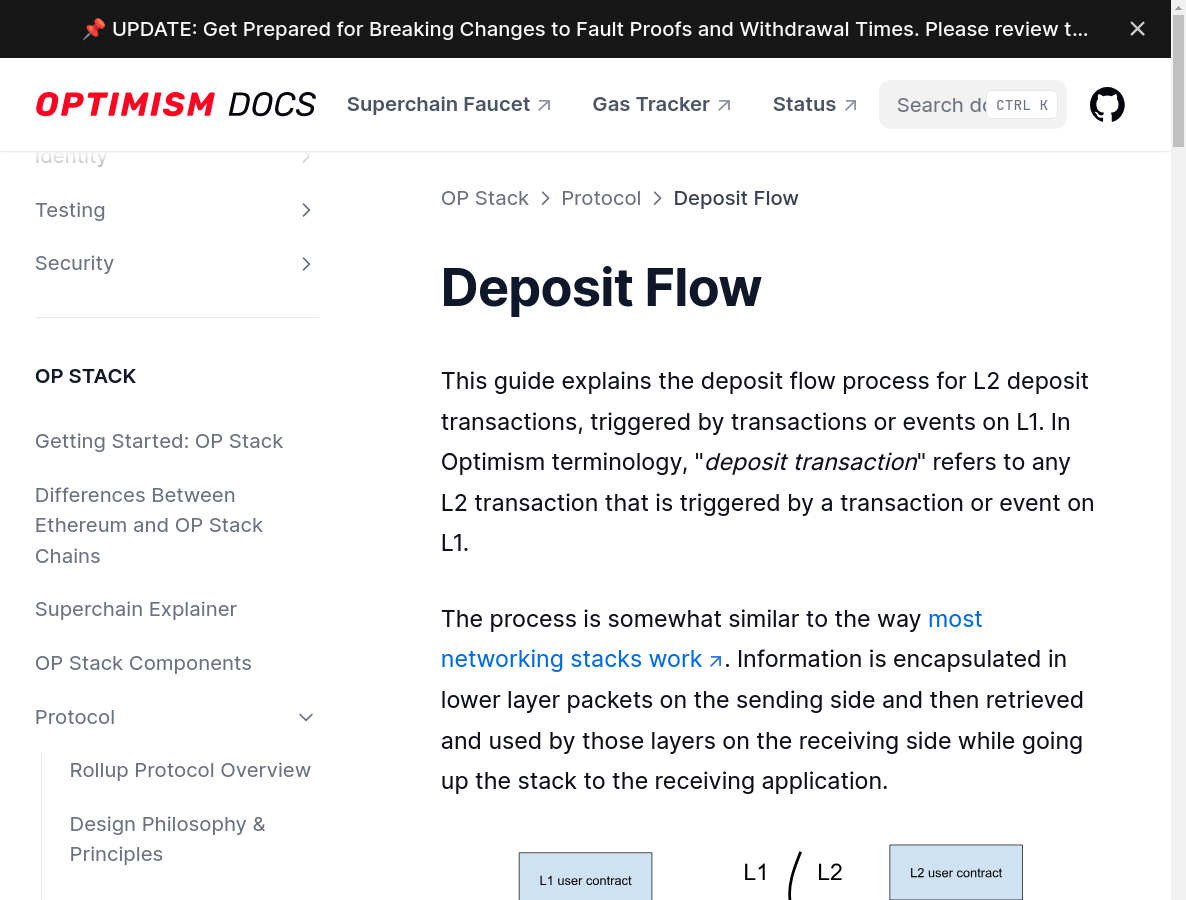 📌 UPDATE: Get Prepared for Breaking Changes to Fault Proofs and Withdrawal Times. Please review t...
OPTIMISM DOCS
Superchain Faucet
Gas Tracker
Status
Search do
CTRL K
Identity
Testing
Security
OP STACK
Getting Started: OP Stack
Differences Between
Ethereum and OP Stack
Chains
Superchain Explainer
OP Stack Components
Protocol
Rollup Protocol Overview
Design Philosophy &
Principles
OP Stack > Protocol > Deposit Flow
Deposit Flow
This guide explains the deposit flow process for L2 deposit
transactions, triggered by transactions or events on L1. In
Optimism terminology, "deposit transaction" refers to any
L2 transaction that is triggered by a transaction or event on
L1.
The process is somewhat similar to the way most
networking stacks work. Information is encapsulated in
lower layer packets on the sending side and then retrieved
and used by those layers on the receiving side while going
up the stack to the receiving application.
L1 user contract
L1
L2
L2 user contract